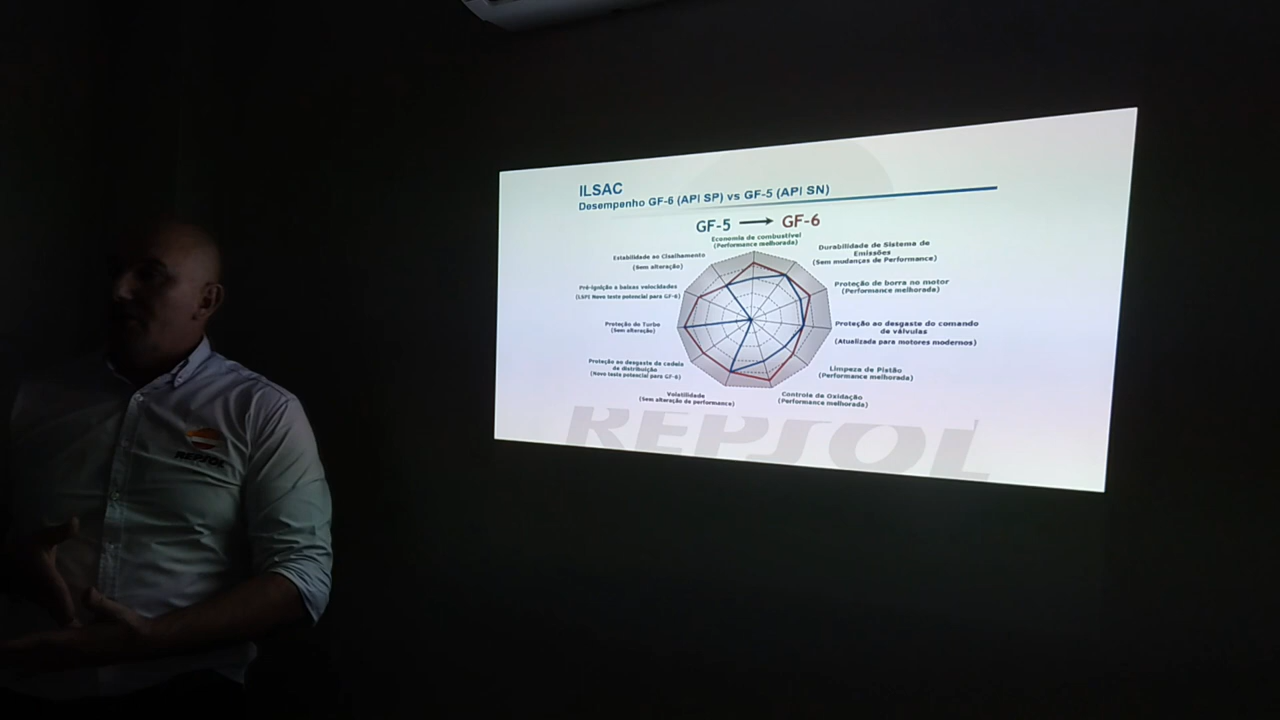 ILSAC
Desempenho GF-6 (API SP) vs GF-5 (API SN)
GF-5 → GF-6
Economia de combustível
(Performance melhorada)
Durabilidade de Sistema de
Emissões
(Sem mudanças de Performance)
Proteção de borra no motor
(Performance melhorada)
Proteção ao desgaste do comando
de válvulas
(Atualizada para motores modernos)
Limpeza de Pistão
(Performance melhorada)
Controle de Oxidação
(Performance melhorada)
Volatilidade
(Sem alteração de performance)
Proteção ao desgaste de cadeia
de distribuição
(Novo teste potencial para GF-6)
Proteção do Turbo
(Sem alteração)
Pré-ignição a baixas velocidades
(LSPI Novo teste potencial para GF-6)
Estabilidade ao Cisalhamento
(Sem alteração)
REPSOL
REPSOL